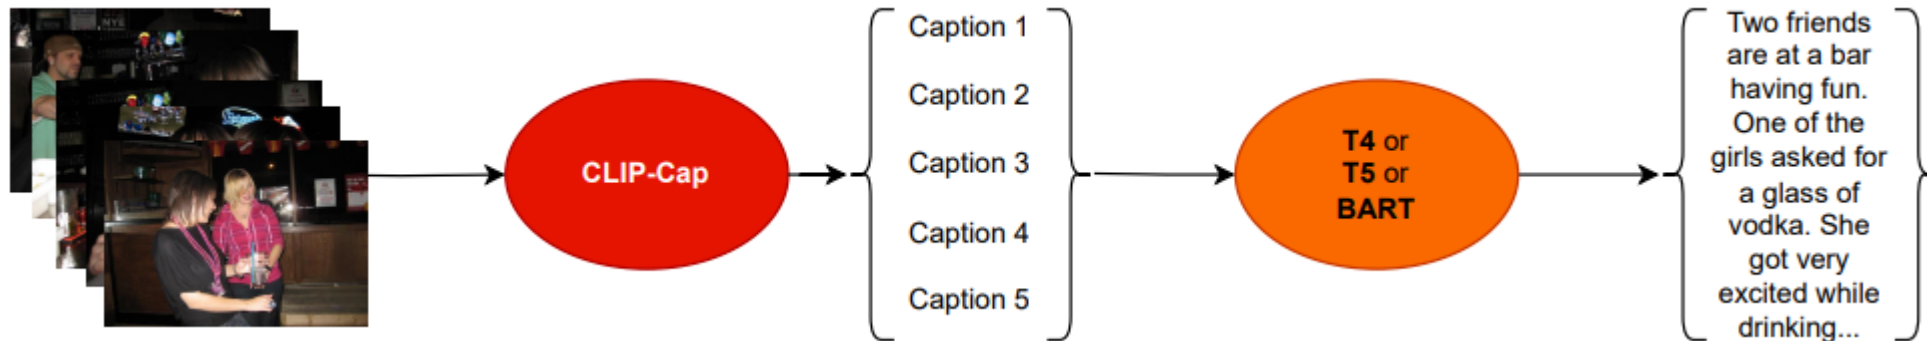 CLIP-Cap
Caption 1
Caption 2
Caption 3
Caption 4
Caption 5
T4 or
T5 or
BART
Two friends
are at a bar
having fun.
One of the
girls asked for
a glass of
vodka. She
got very
excited while
drinking...